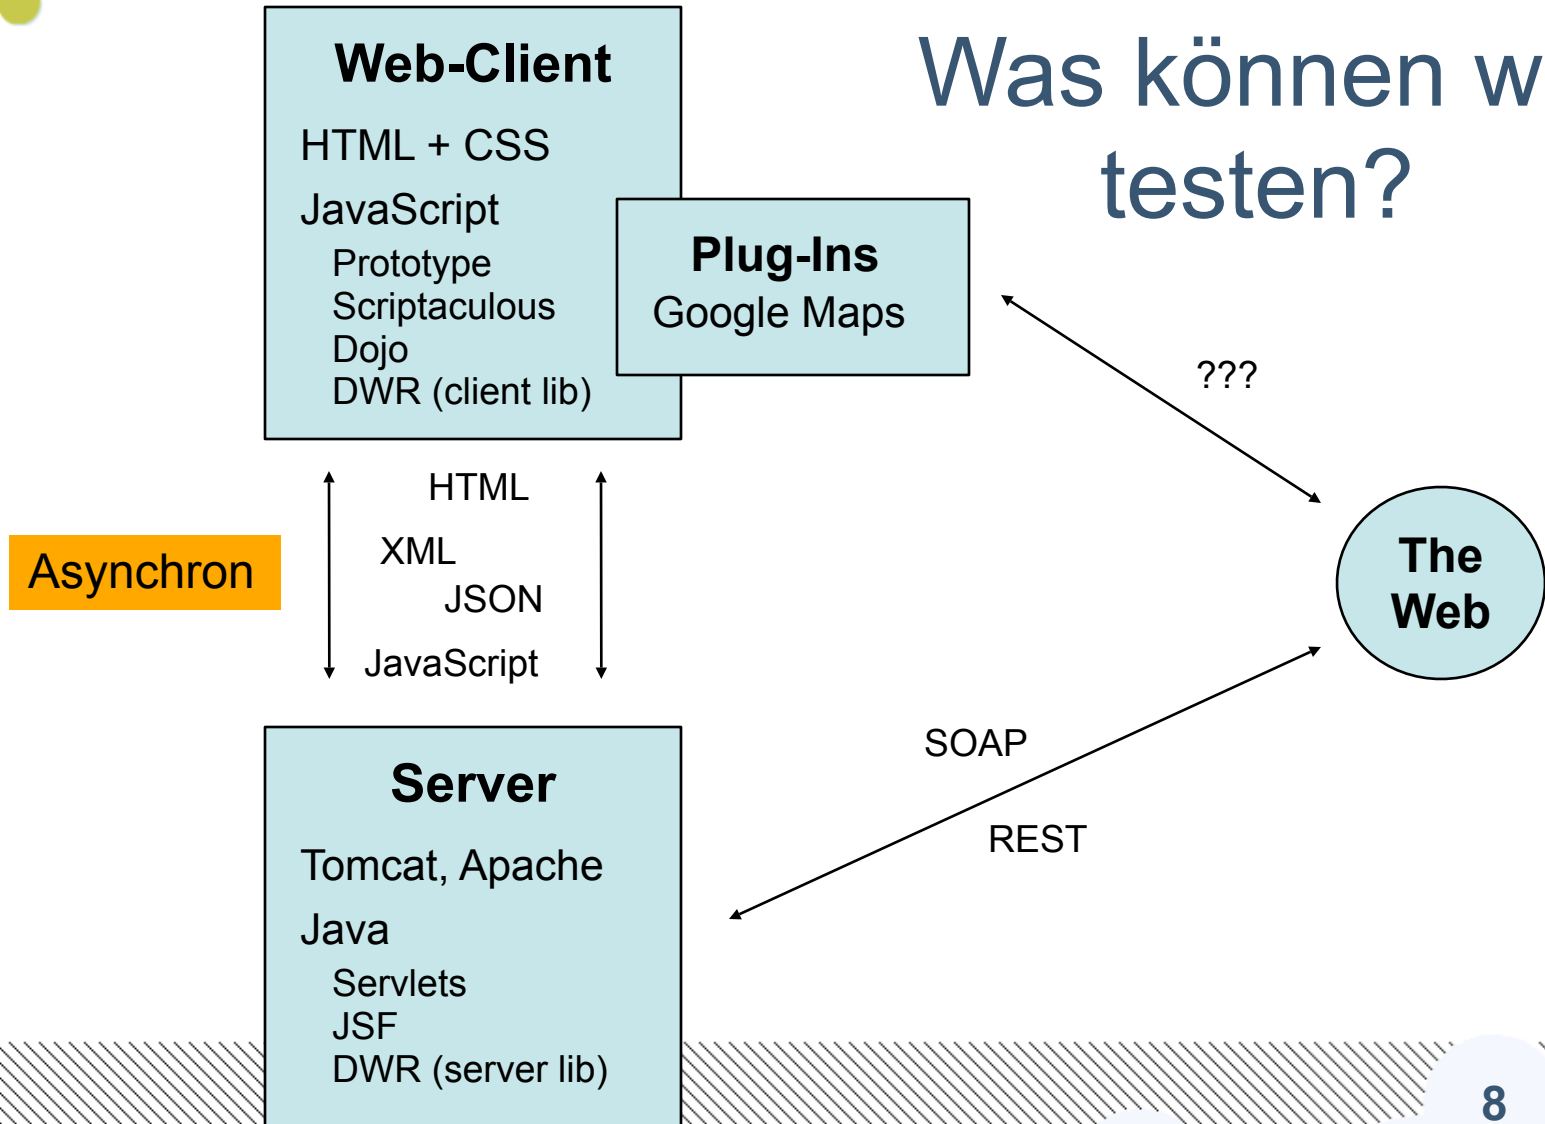 Was können w
testen?
Web-Client
HTML + CSS
JavaScript
Prototype
Scriptaculous
Dojo
DWR (client lib)
Plug-Ins
Google Maps
???
HTML
XML
JSON
JavaScript
Asynchron
The
Web
SOAP
REST
Server
Tomcat, Apache
Java
Servlets
JSF
DWR (server lib)
8